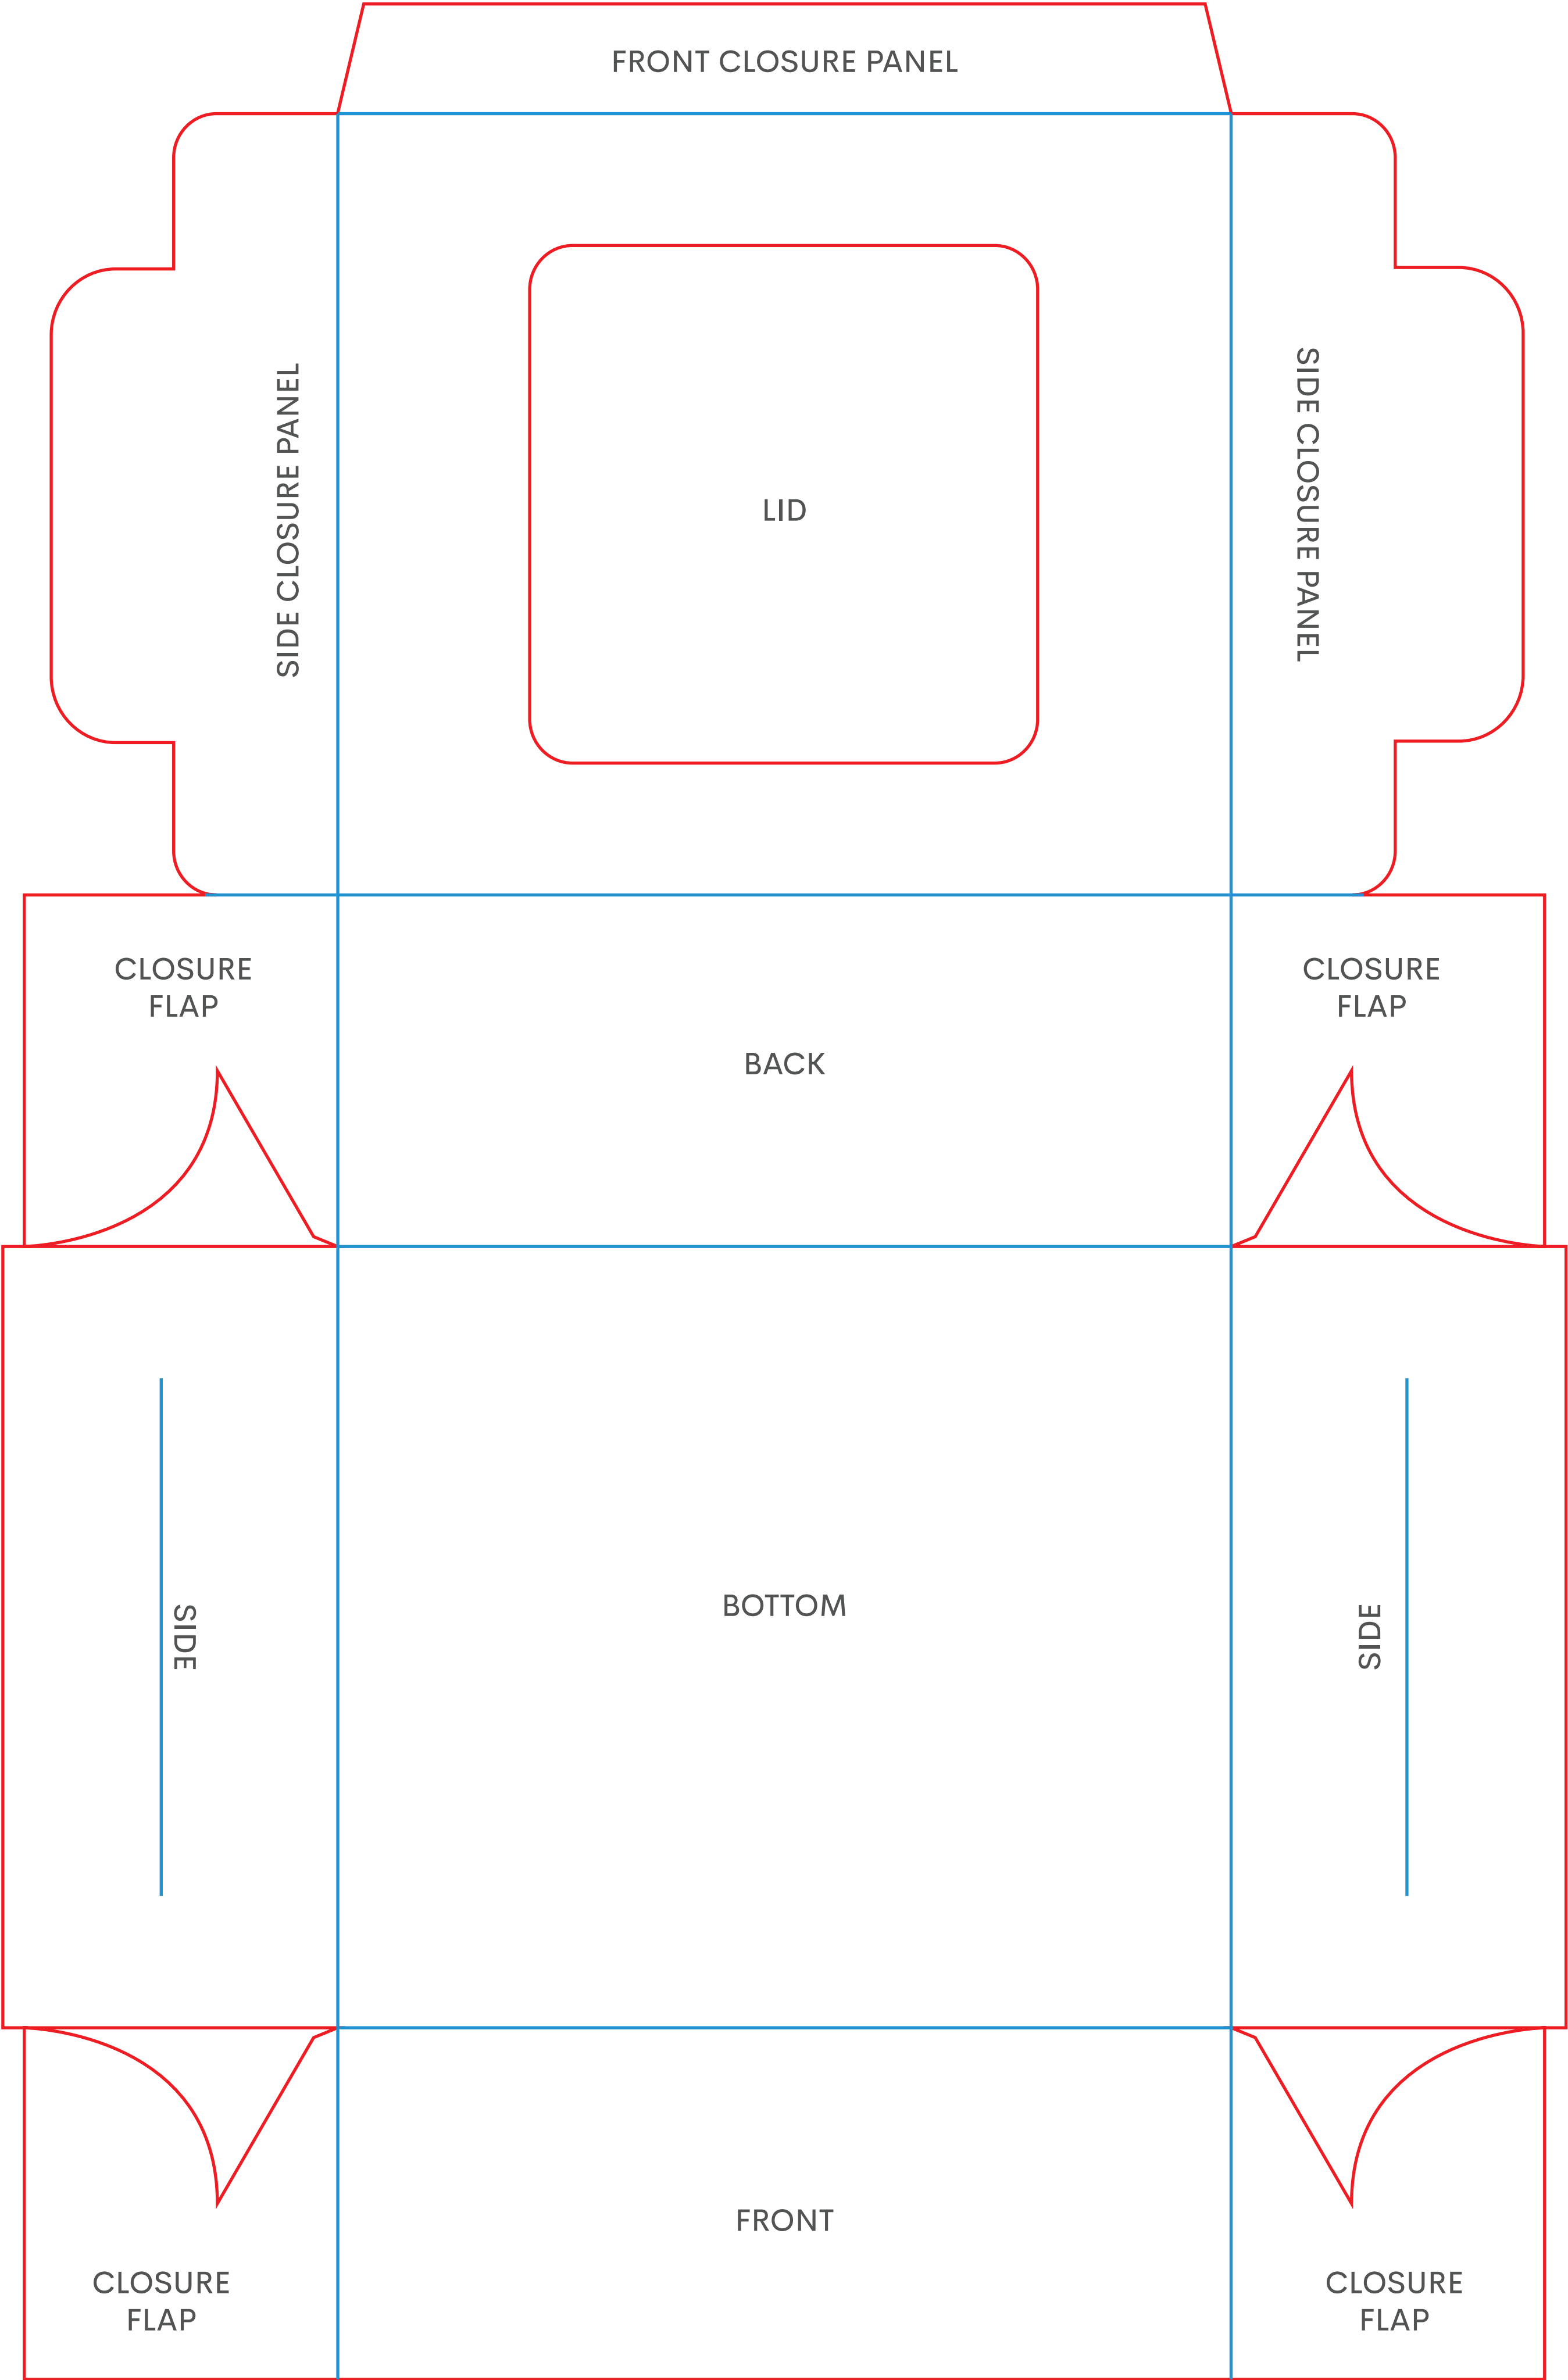 FRONT CLOSURE PANEL
SIDE CLOSURE PANEL
LID
SIDE CLOSURE PANEL
CLOSURE
FLAP
BACK
CLOSURE
FLAP
SIDE
BOTTOM
SIDE
CLOSURE
FLAP
FRONT
CLOSURE
FLAP